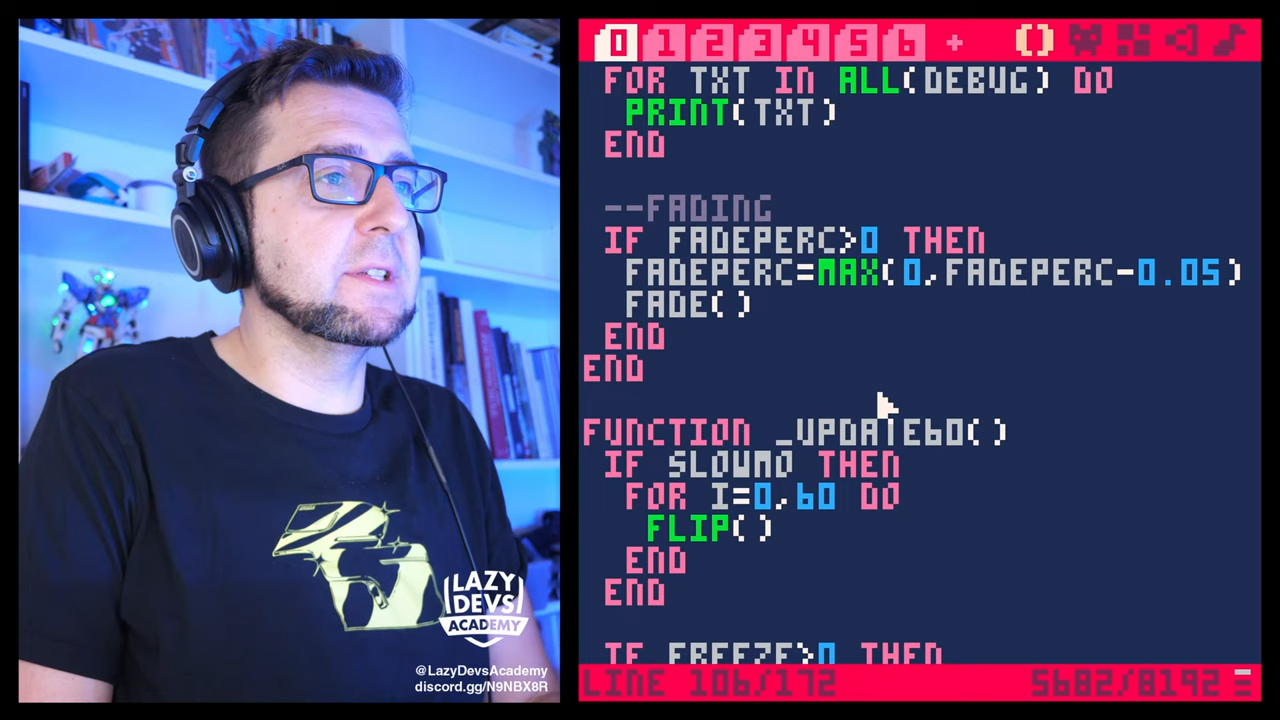 LAZY
DEVS
ACADEMY
@LazyDevsAcademy
discord.gg/N9NBX8R
0 1 2 3 4 5 6 + ()
FOR TXT IN ALL(DEBUG) DO
PRINT(TXT)
END
--FADING
IF FADEPERC>0 THEN
FADEPERC=MAX(0,FADEPERC-0.05)
FADE()
END
END
FUNCTION _UPDATE60()
IF SLOWMO THEN
FOR I=0,60 DO
FLIP()
END
END
IF FREEZE>0 THEN
LINE 106/172
5682/8192